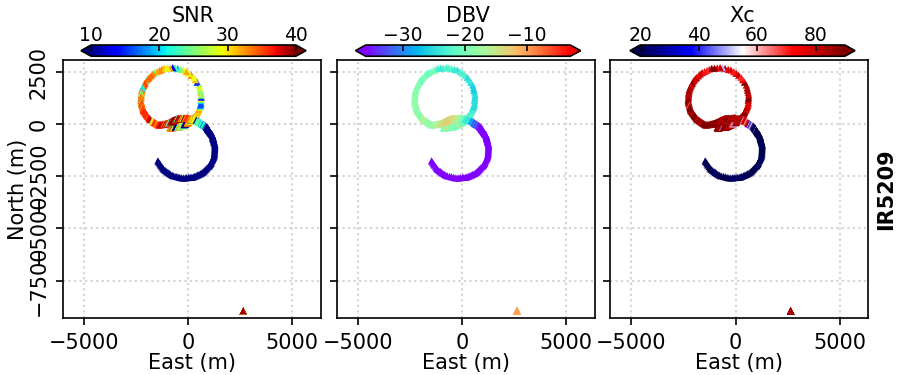 SNR
DBV
Xc
10 20 30 40
−30 −20 −10
20 40 60 80
North (m)
2500
0
−2500
−5000
−7500
−5000 0 5000
−5000 0 5000
−5000 0 5000
East (m)
East (m)
East (m)
IR5209